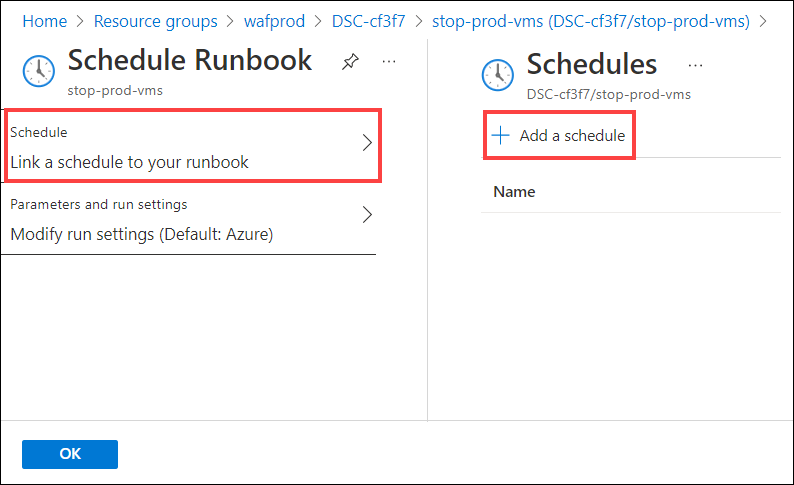 Home > Resource groups > wafprod > DSC-cf3f7 > stop-prod-vms (DSC-cf3f7/stop-prod-vms) >
Schedule Runbook ...
stop-prod-vms
Schedule
Link a schedule to your runbook
Parameters and run settings
Modify run settings (Default: Azure)
Schedules ...
DSC-cf3f7/stop-prod-vms
+ Add a schedule
Name
OK